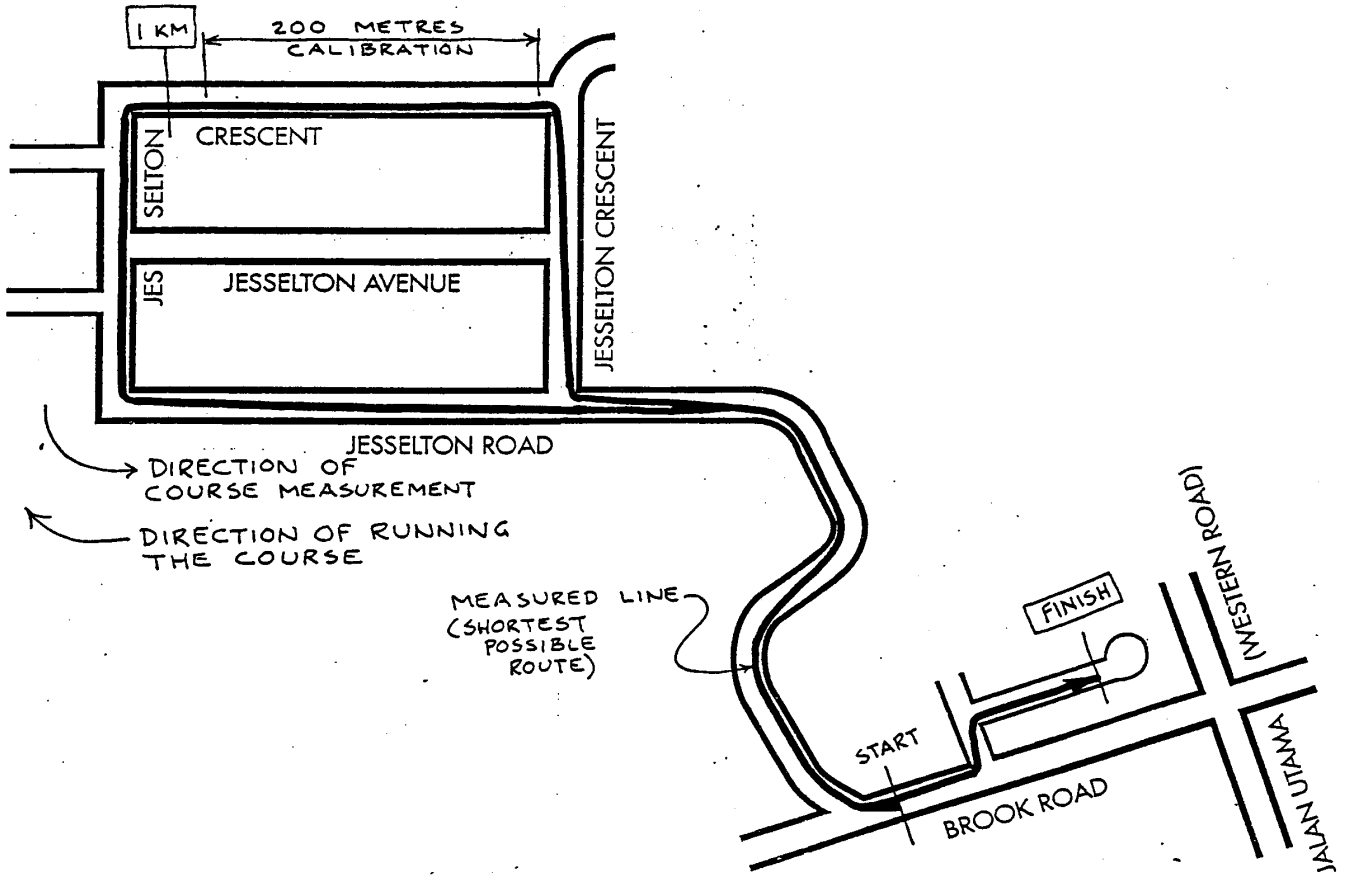 1 KM
200 METRES
CALIBRATION
CRESCENT
JES SELTON
JESSELTON CRESCENT
JESSELTON AVENUE
JESSELTON ROAD
DIRECTION OF
COURSE MEASUREMENT
DIRECTION OF RUNNING
THE COURSE
MEASURED LINE
(SHORTEST
POSSIBLE
ROUTE)
FINISH
START
BROOK ROAD
(WESTERN ROAD)
JALAN UTAMA